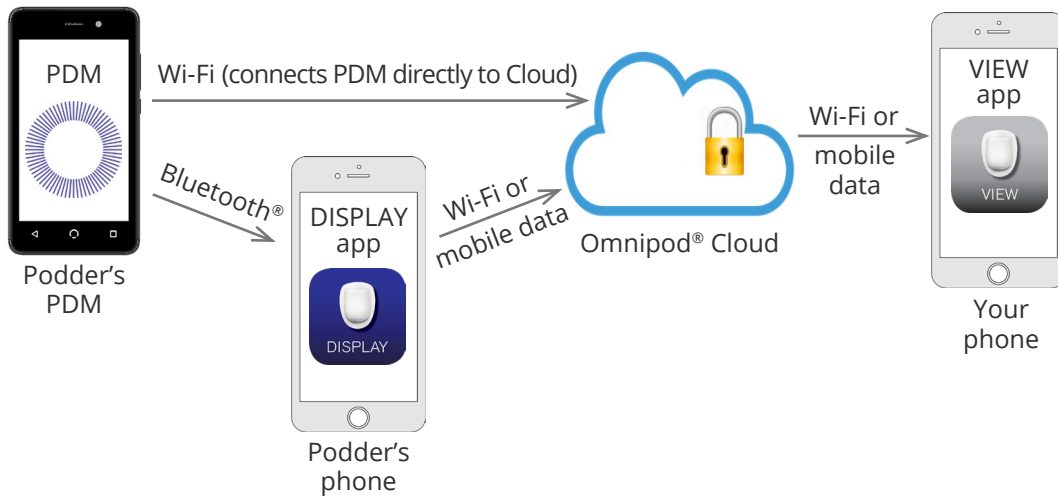 PDM
Wi-Fi (connects PDM directly to Cloud)
Podder's
PDM
Bluetooth®
DISPLAY
app
DISPLAY
Podder's
phone
Wi-Fi or
mobile data
Omnipod® Cloud
Wi-Fi or
mobile
data
VIEW
app
VIEW
Your
phone